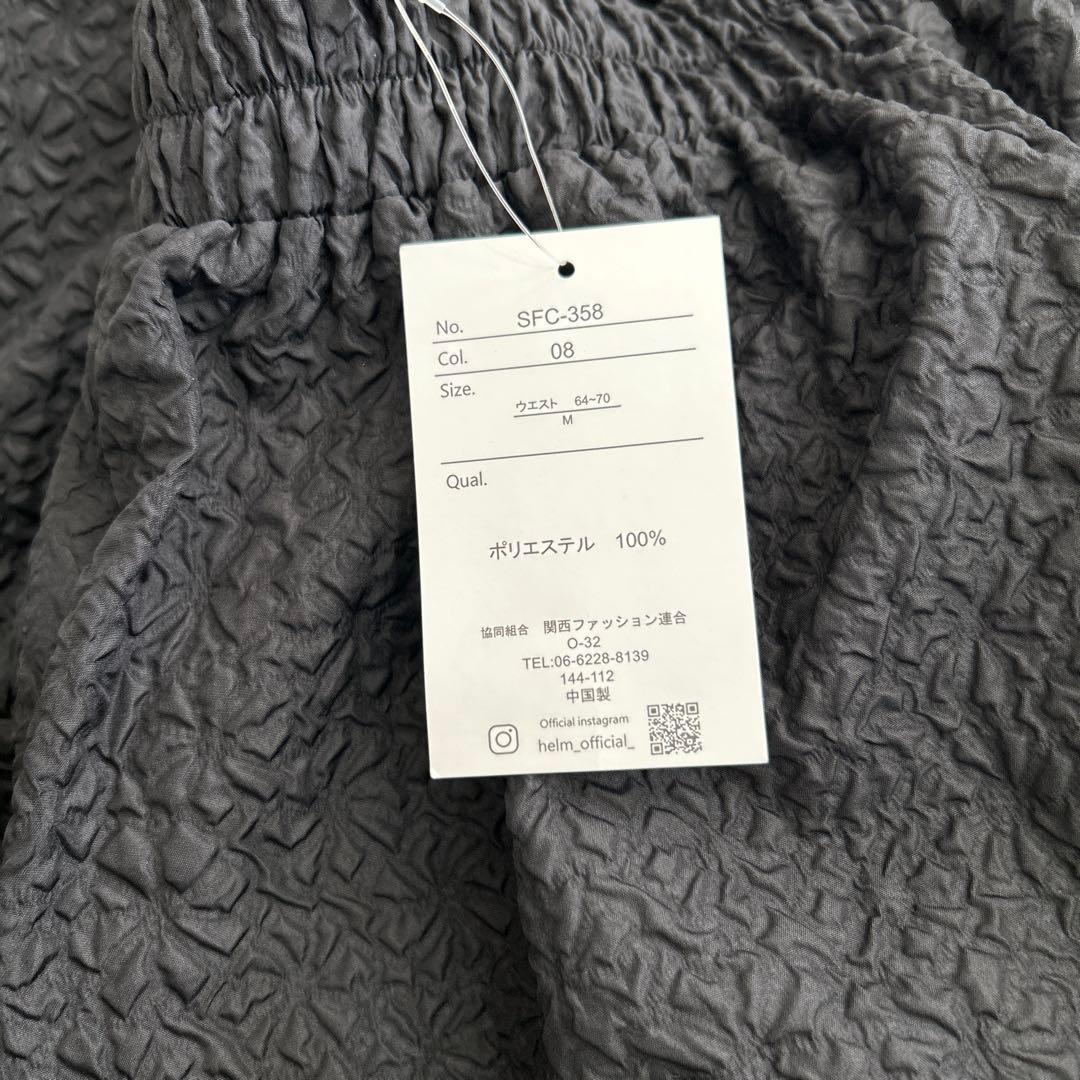 No. SFC-358
Col. 08
Size.
ウエスト 64~70
M
Qual.
ポリエステル 100%
協同組合 関西ファッション連合
O-32
TEL:06-6228-8139
144-112
中国製
Official instagram
helm_official_